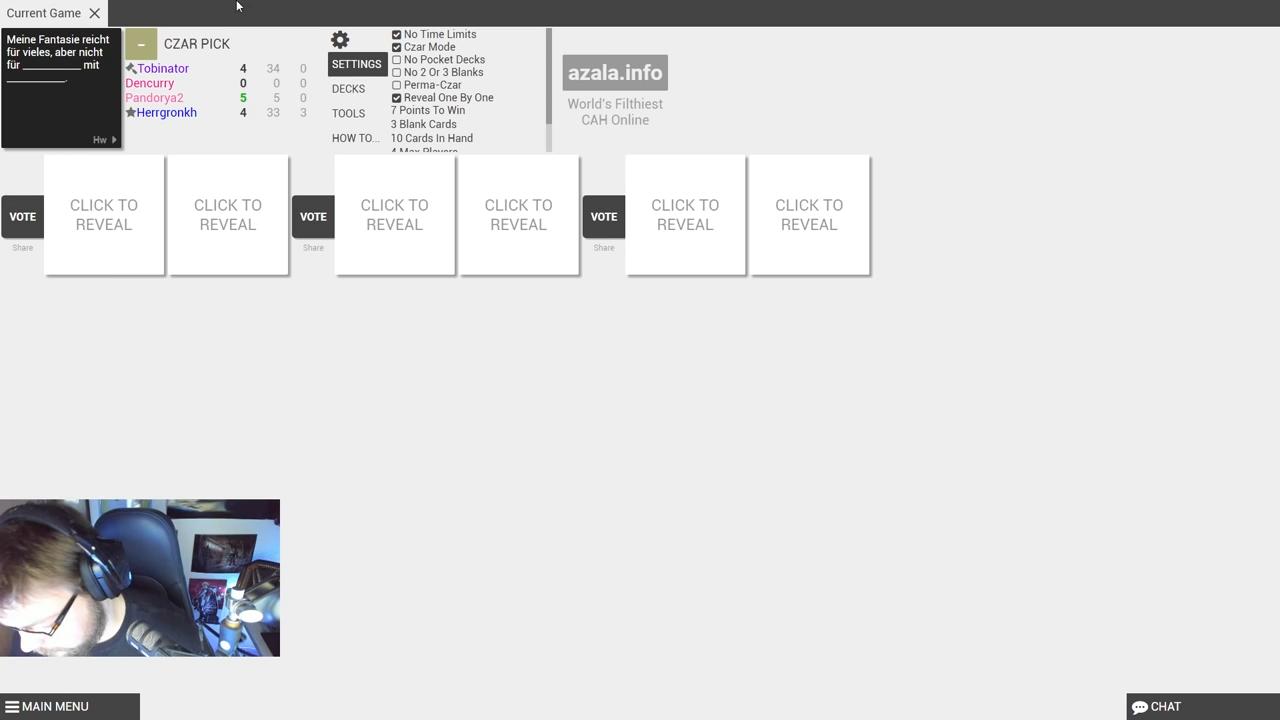 Current Game
Meine Fantasie reicht
für vieles, aber nicht
für __________ mit
__________.
Hw
–
CZAR PICK
Tobinator 4 34 0
Dencurry 0 0 0
Pandorya2 5 5 0
Herrgronkh 4 33 3
SETTINGS
DECKS
TOOLS
HOW TO...
No Time Limits
Czar Mode
No Pocket Decks
No 2 Or 3 Blanks
Perma-Czar
Reveal One By One
7 Points To Win
3 Blank Cards
10 Cards In Hand
4 Max Players
azala.info
World's Filthiest
CAH Online
VOTE
Share
CLICK TO
REVEAL
CLICK TO
REVEAL
VOTE
Share
CLICK TO
REVEAL
CLICK TO
REVEAL
VOTE
Share
CLICK TO
REVEAL
CLICK TO
REVEAL
MAIN MENU
CHAT